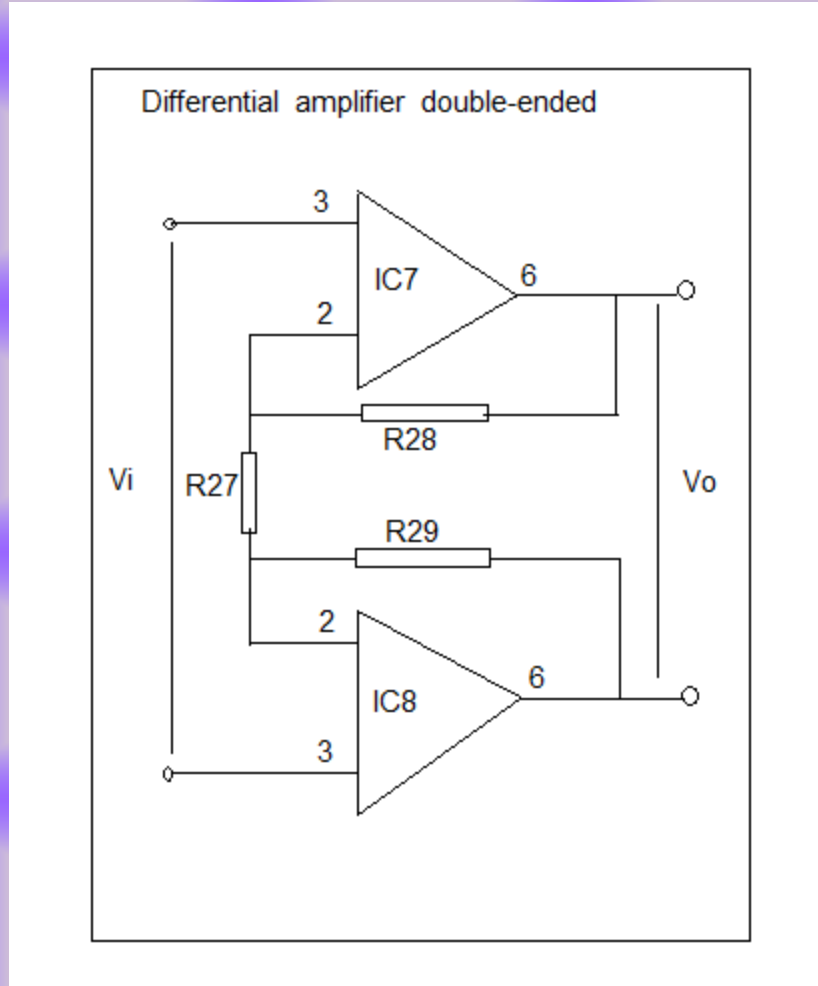 Differential amplifier double-ended
3
IC7
6
2
R28
Vi
R27
Vo
R29
2
6
IC8
3